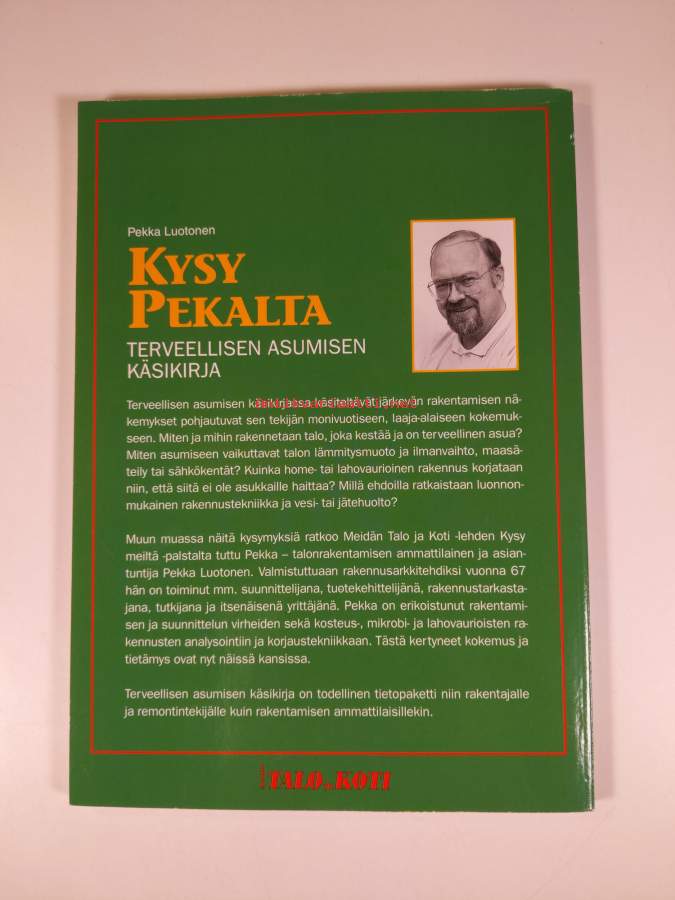 Pekka Luotonen
KYSY
PEKALTA
TERVEELLISEN ASUMISEN
KÄSIKIRJA
Terveellisen asumisen käsikirjassa käsiteltävät järkevän rakentamisen nä-
kemykset pohjautuvat sen tekijän monivuotiseen, laaja-alaiseen kokemuk-
seen. Miten ja mihin rakennetaan talo, joka kestää ja on terveellinen asua?
Miten asumiseen vaikuttavat talon lämmitysmuoto ja ilmanvaihto, maasä-
teily tai sähkökentät? Kuinka home- tai lahovaurioinen rakennus korjataan
niin, että siitä ei ole asukkaille haittaa? Millä ehdoilla ratkaistaan luonnon-
mukainen rakennustekniikka ja vesi- tai jätehuolto?
Muun muassa näitä kysymyksiä ratkoo Meidän Talo ja Koti -lehden Kysy
meiltä -palstalta tuttu Pekka – talonrakentamisen ammattilainen ja asian-
tuntija Pekka Luotonen. Valmistuttuaan rakennusarkkitehdiksi vuonna 67
hän on toiminut mm. suunnittelijana, tuotekehittelijänä, rakennustarkasta-
jana, tutkijana ja itsenäisenä yrittäjänä. Pekka on erikoistunut rakentami-
sen ja suunnittelun virheiden sekä kosteus-, mikrobi- ja lahovaurioisten ra-
kennusten analysointiin ja korjaustekniikkaan. Tästä kertyneet kokemus ja
tietämys ovat nyt näissä kansissa.
Terveellisen asumisen käsikirja on todellinen tietopaketti niin rakentajalle
ja remontintekijälle kuin rakentamisen ammattilaisillekin.
TALO KOTI